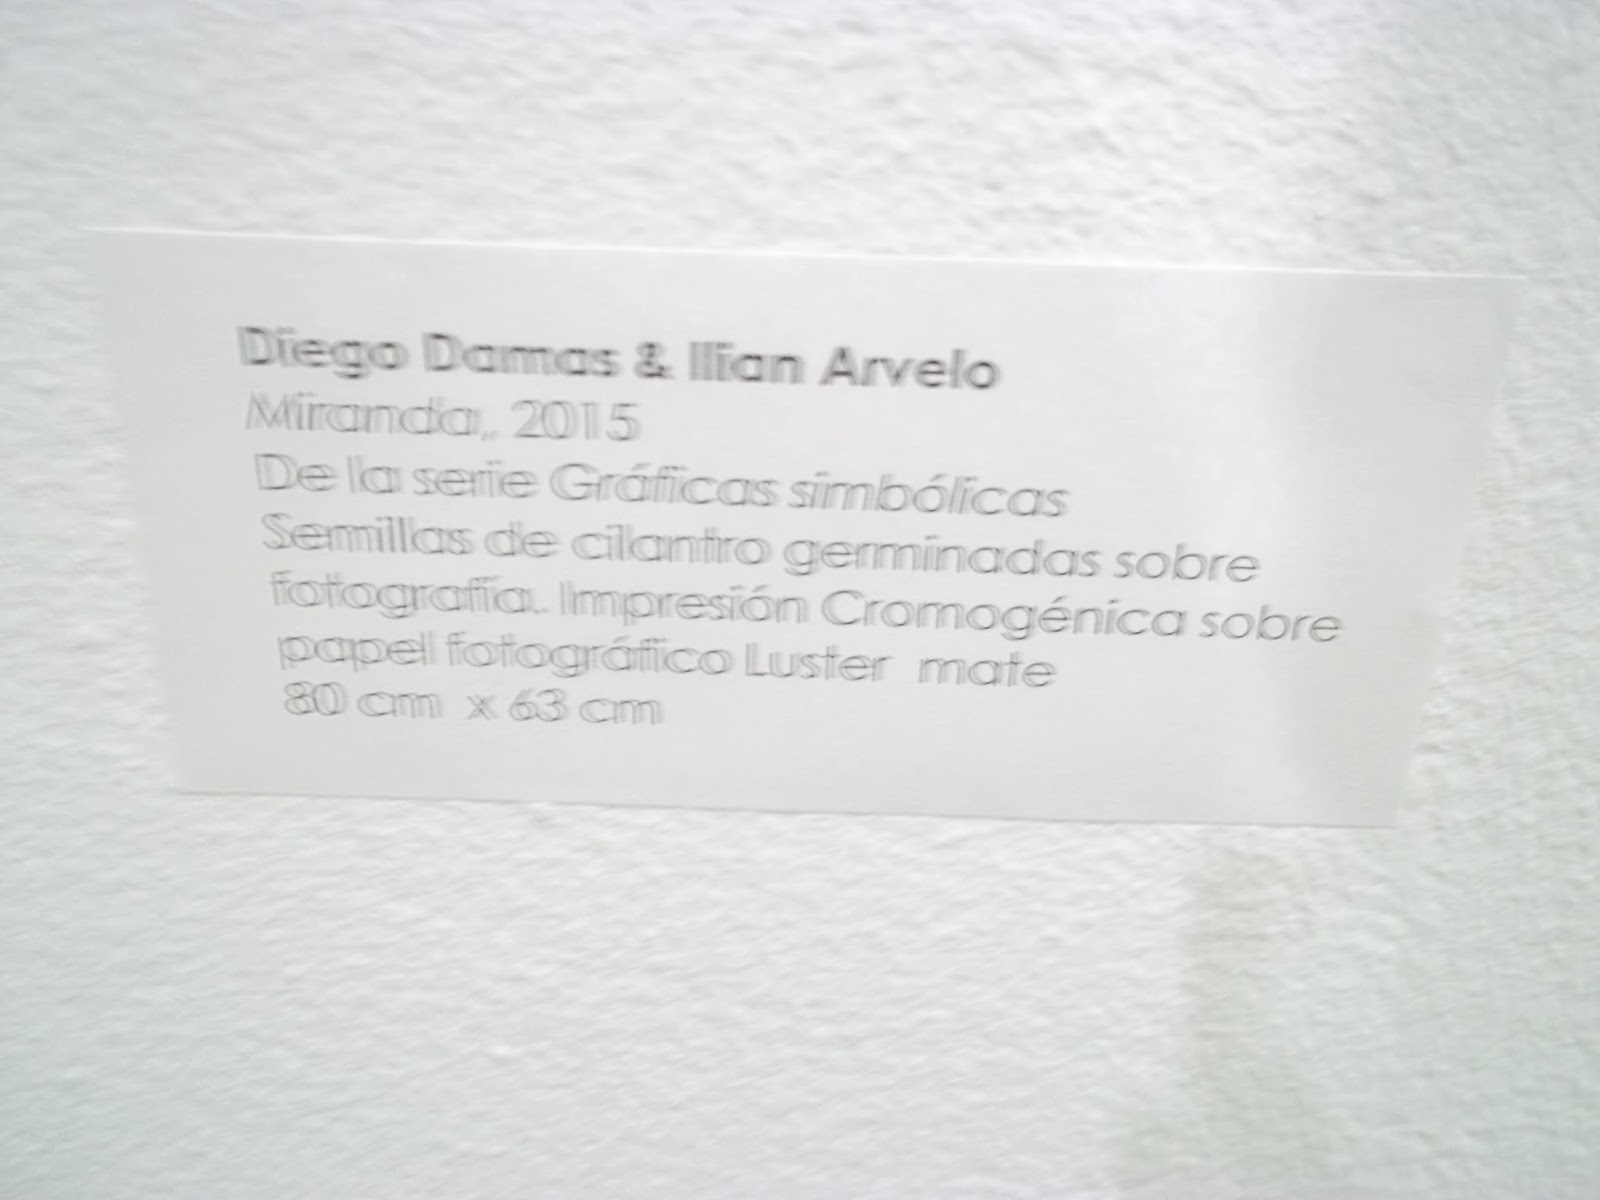 Diego Damas & Ilian Arvelo
Miranda, 2015
De la serie Gráficas simbólicas
Semillas de cilantro germinadas sobre
fotografía. Impresión Cromogénica sobre
papel fotográfico Luster mate
80 cm x 63 cm